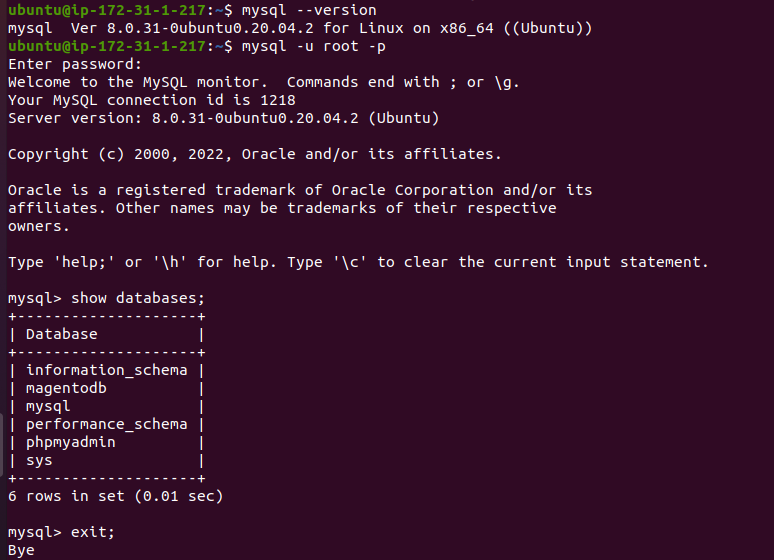 ubuntu@ip-172-31-1-217:~$ mysql --version
mysql  Ver 8.0.31-0ubuntu0.20.04.2 for Linux on x86_64 ((Ubuntu))
ubuntu@ip-172-31-1-217:~$ mysql -u root -p
Enter password:
Welcome to the MySQL monitor.  Commands end with ; or \g.
Your MySQL connection id is 1218
Server version: 8.0.31-0ubuntu0.20.04.2 (Ubuntu)

Copyright (c) 2000, 2022, Oracle and/or its affiliates.

Oracle is a registered trademark of Oracle Corporation and/or its
affiliates. Other names may be trademarks of their respective
owners.

Type 'help;' or '\h' for help. Type '\c' to clear the current input statement.

mysql> show databases;
+--------------------+
| Database           |
+--------------------+
| information_schema |
| magentodb          |
| mysql              |
| performance_schema |
| phpmyadmin         |
| sys                |
+--------------------+
6 rows in set (0.01 sec)

mysql> exit;
Bye